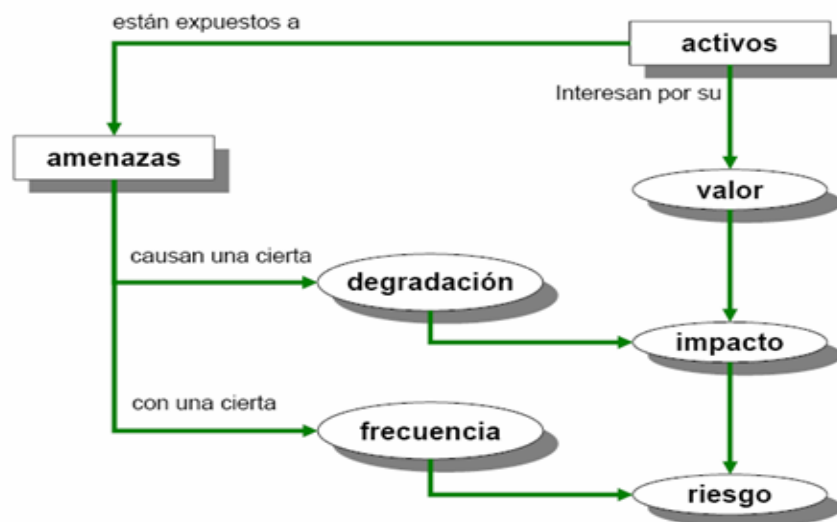 están expuestos a
activos
Interesan por su
amenazas
valor
causan una cierta
degradación
impacto
con una cierta
frecuencia
riesgo